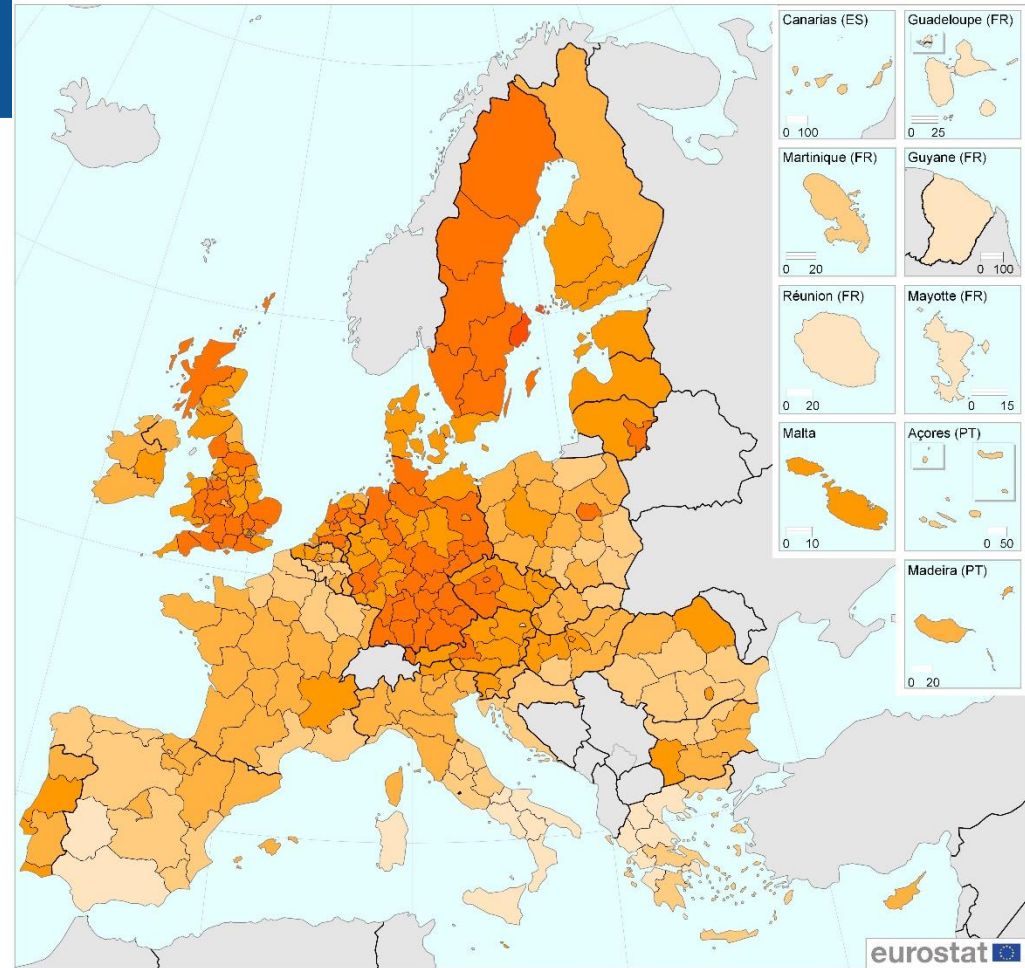 Canarias (ES)
0 100
Guadeloupe (FR)
0 25
Martinique (FR)
0 20
Guyane (FR)
0 100
Réunion (FR)
0 20
Mayotte (FR)
0 15
Malta
0 10
Açores (PT)
0 50
Madeira (PT)
0 20
eurostat